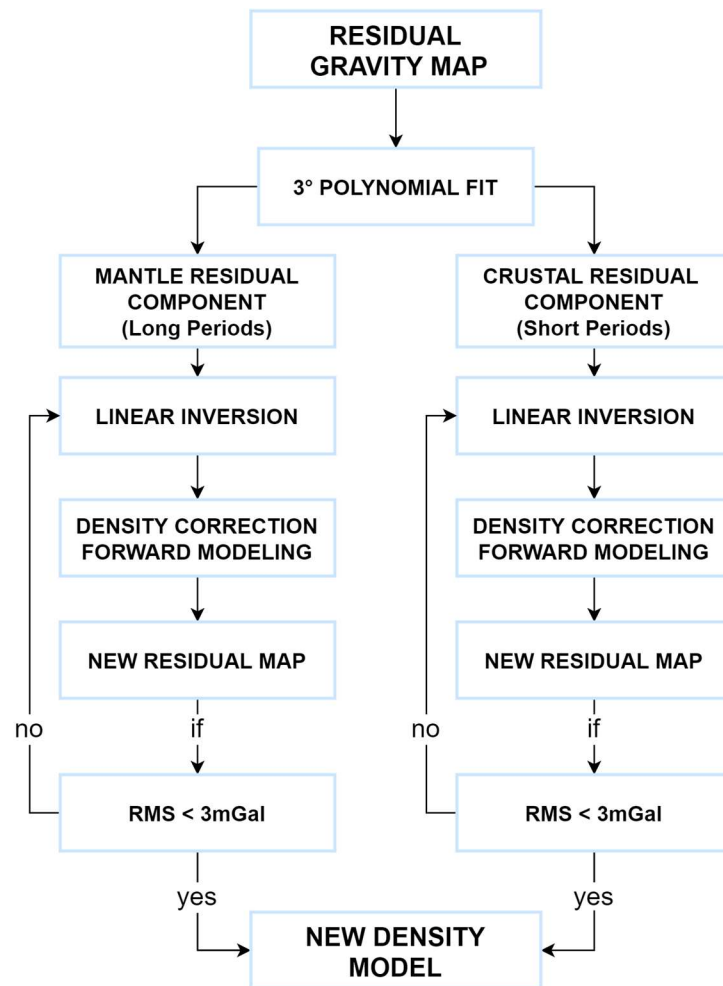 RESIDUAL
GRAVITY MAP
3° POLYNOMIAL FIT
MANTLE RESIDUAL
COMPONENT
(Long Periods)
LINEAR INVERSION
DENSITY CORRECTION
FORWARD MODELING
NEW RESIDUAL MAP
no
if
RMS < 3mGal
yes
CRUSTAL RESIDUAL
COMPONENT
(Short Periods)
LINEAR INVERSION
DENSITY CORRECTION
FORWARD MODELING
NEW RESIDUAL MAP
no
if
RMS < 3mGal
yes
NEW DENSITY
MODEL